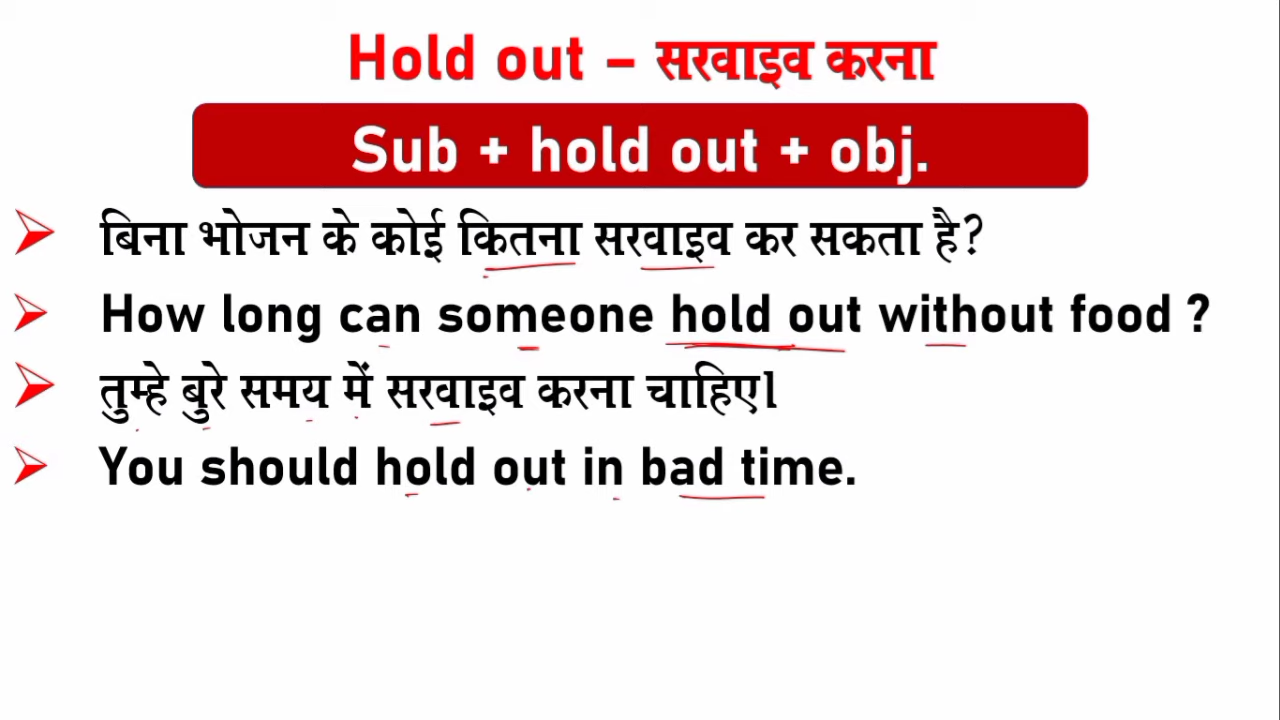 Hold out – सरवाइव करना
Sub + hold out + obj.
बिना भोजन के कोई कितना सरवाइव कर सकता है?
How long can someone hold out without food ?
तुम्हे बुरे समय में सरवाइव करना चाहिए।
You should hold out in bad time.